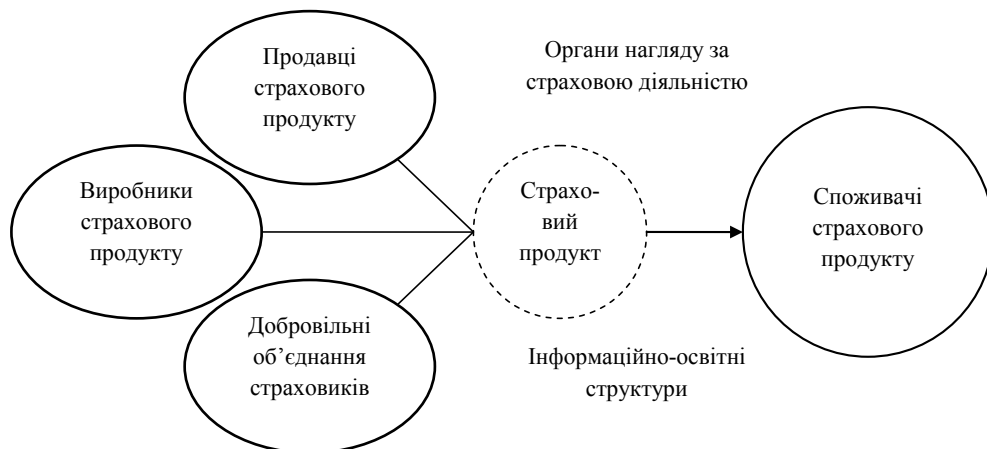 Продавці
страхового
продукту
Органи нагляду за
страховою діяльністю
Виробники
страхового
продукту
Страхо-
вий
продукт
Споживачі
страхового
продукту
Добровільні
об’єднання
страховиків
Інформаційно-освітні
структури